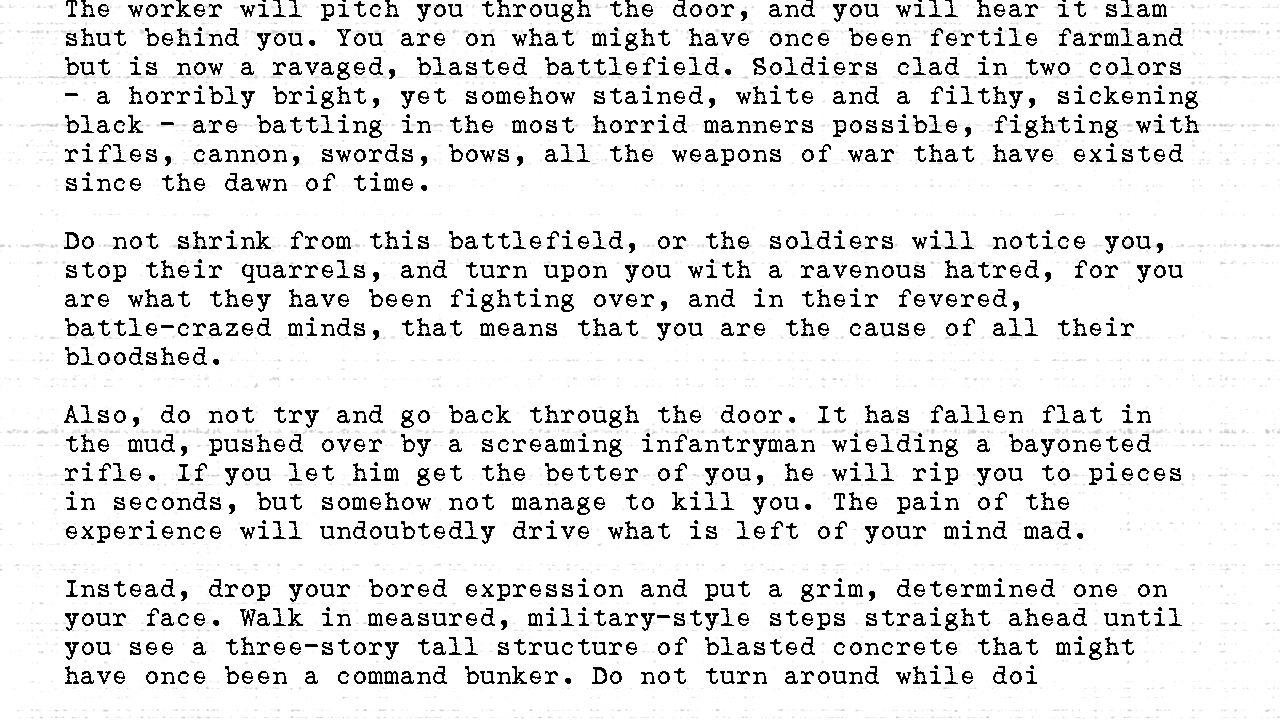 The worker will pitch you through the door, and you will hear it slam
shut behind you. You are on what might have once been fertile farmland
but is now a ravaged, blasted battlefield. Soldiers clad in two colors
- a horribly bright, yet somehow stained, white and a filthy, sickening
black - are battling in the most horrid manners possible, fighting with
rifles, cannon, swords, bows, all the weapons of war that have existed
since the dawn of time.

Do not shrink from this battlefield, or the soldiers will notice you,
stop their quarrels, and turn upon you with a ravenous hatred, for you
are what they have been fighting over, and in their fevered,
battle-crazed minds, that means that you are the cause of all their
bloodshed.

Also, do not try and go back through the door. It has fallen flat in
the mud, pushed over by a screaming infantryman wielding a bayoneted
rifle. If you let him get the better of you, he will rip you to pieces
in seconds, but somehow not manage to kill you. The pain of the
experience will undoubtedly drive what is left of your mind mad.

Instead, drop your bored expression and put a grim, determined one on
your face. Walk in measured, military-style steps straight ahead until
you see a three-story tall structure of blasted concrete that might
have once been a command bunker. Do not turn around while doi